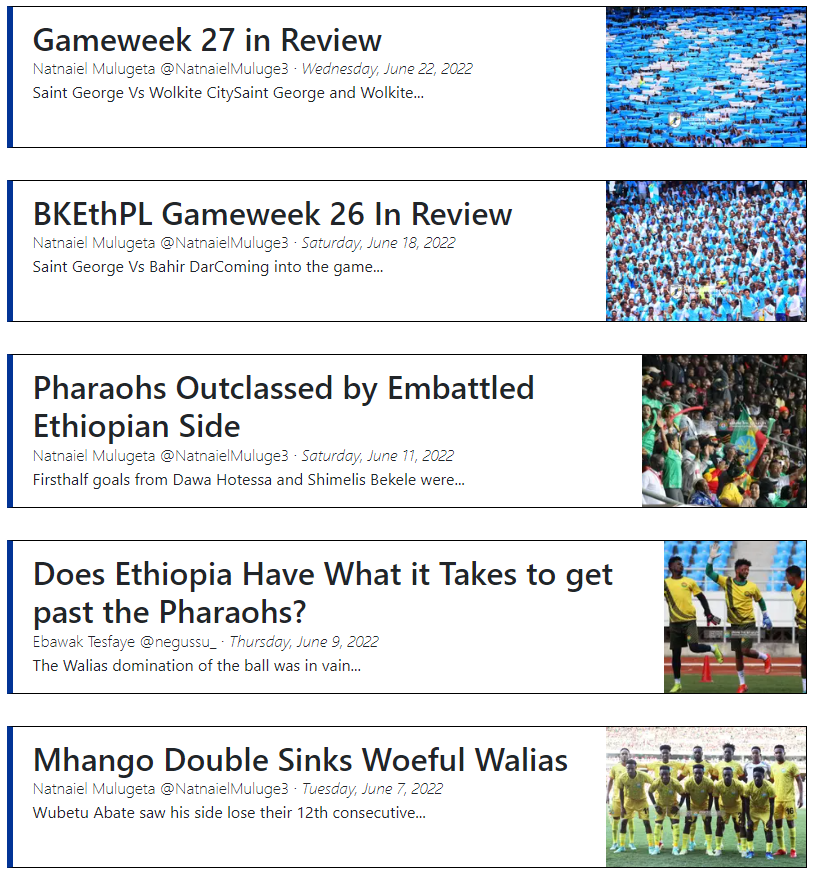 Gameweek 27 in Review
Natnaiel Mulugeta @NatnaielMuluge3 · Wednesday, June 22, 2022
Saint George Vs Wolkite CitySaint George and Wolkite...
BKEthPL Gameweek 26 In Review
Natnaiel Mulugeta @NatnaielMuluge3 · Saturday, June 18, 2022
Saint George Vs Bahir DarComing into the game...
Pharaohs Outclassed by Embattled
Ethiopian Side
Natnaiel Mulugeta @NatnaielMuluge3 · Saturday, June 11, 2022
Firsthalf goals from Dawa Hotessa and Shimelis Bekele were...
Does Ethiopia Have What it Takes to get
past the Pharaohs?
Ebawak Tesfaye @negussu_ · Thursday, June 9, 2022
The Walias domination of the ball was in vain...
Mhango Double Sinks Woeful Walias
Natnaiel Mulugeta @NatnaielMuluge3 · Tuesday, June 7, 2022
Wubetu Abate saw his side lose their 12th consecutive...